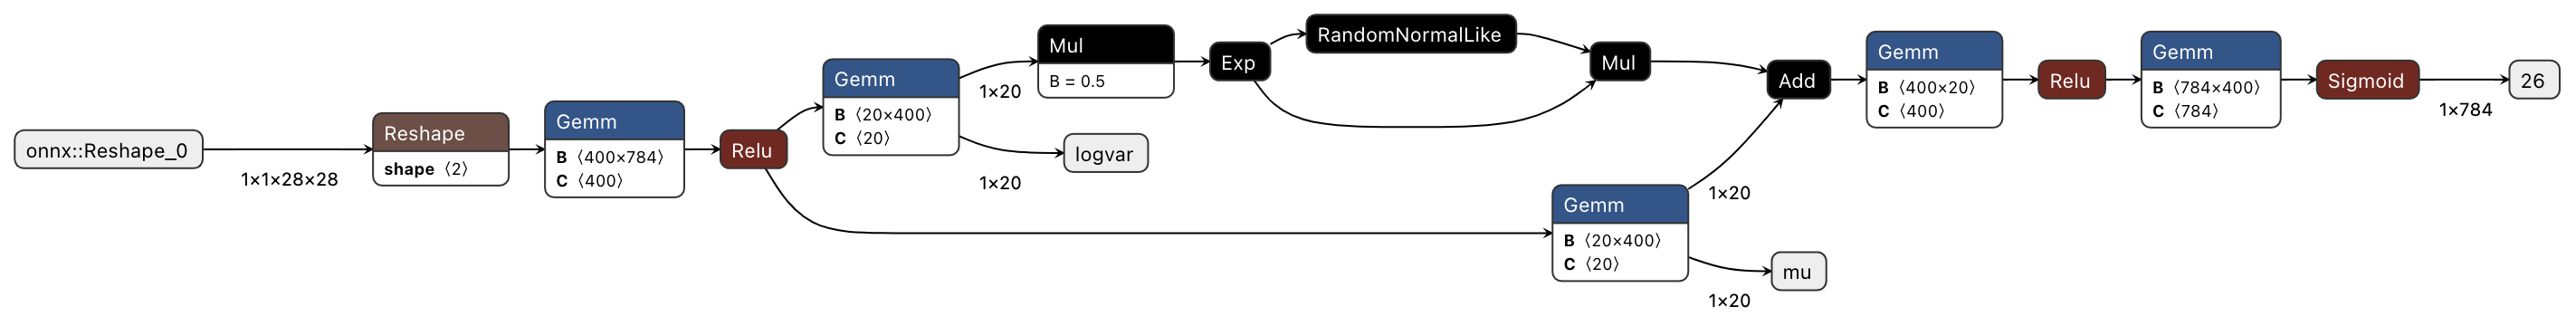 onnx::Reshape_0
1×1×28×28
Reshape
shape ⟨2⟩
Gemm
B ⟨400×784⟩
C ⟨400⟩
Relu
Gemm
B ⟨20×400⟩
C ⟨20⟩
1×20
1×20
Mul
B = 0.5
logvar
Exp
RandomNormalLike
Mul
Gemm
B ⟨20×400⟩
C ⟨20⟩
1×20
1×20
mu
Add
Gemm
B ⟨400×20⟩
C ⟨400⟩
Relu
Gemm
B ⟨784×400⟩
C ⟨784⟩
Sigmoid
1×784
26